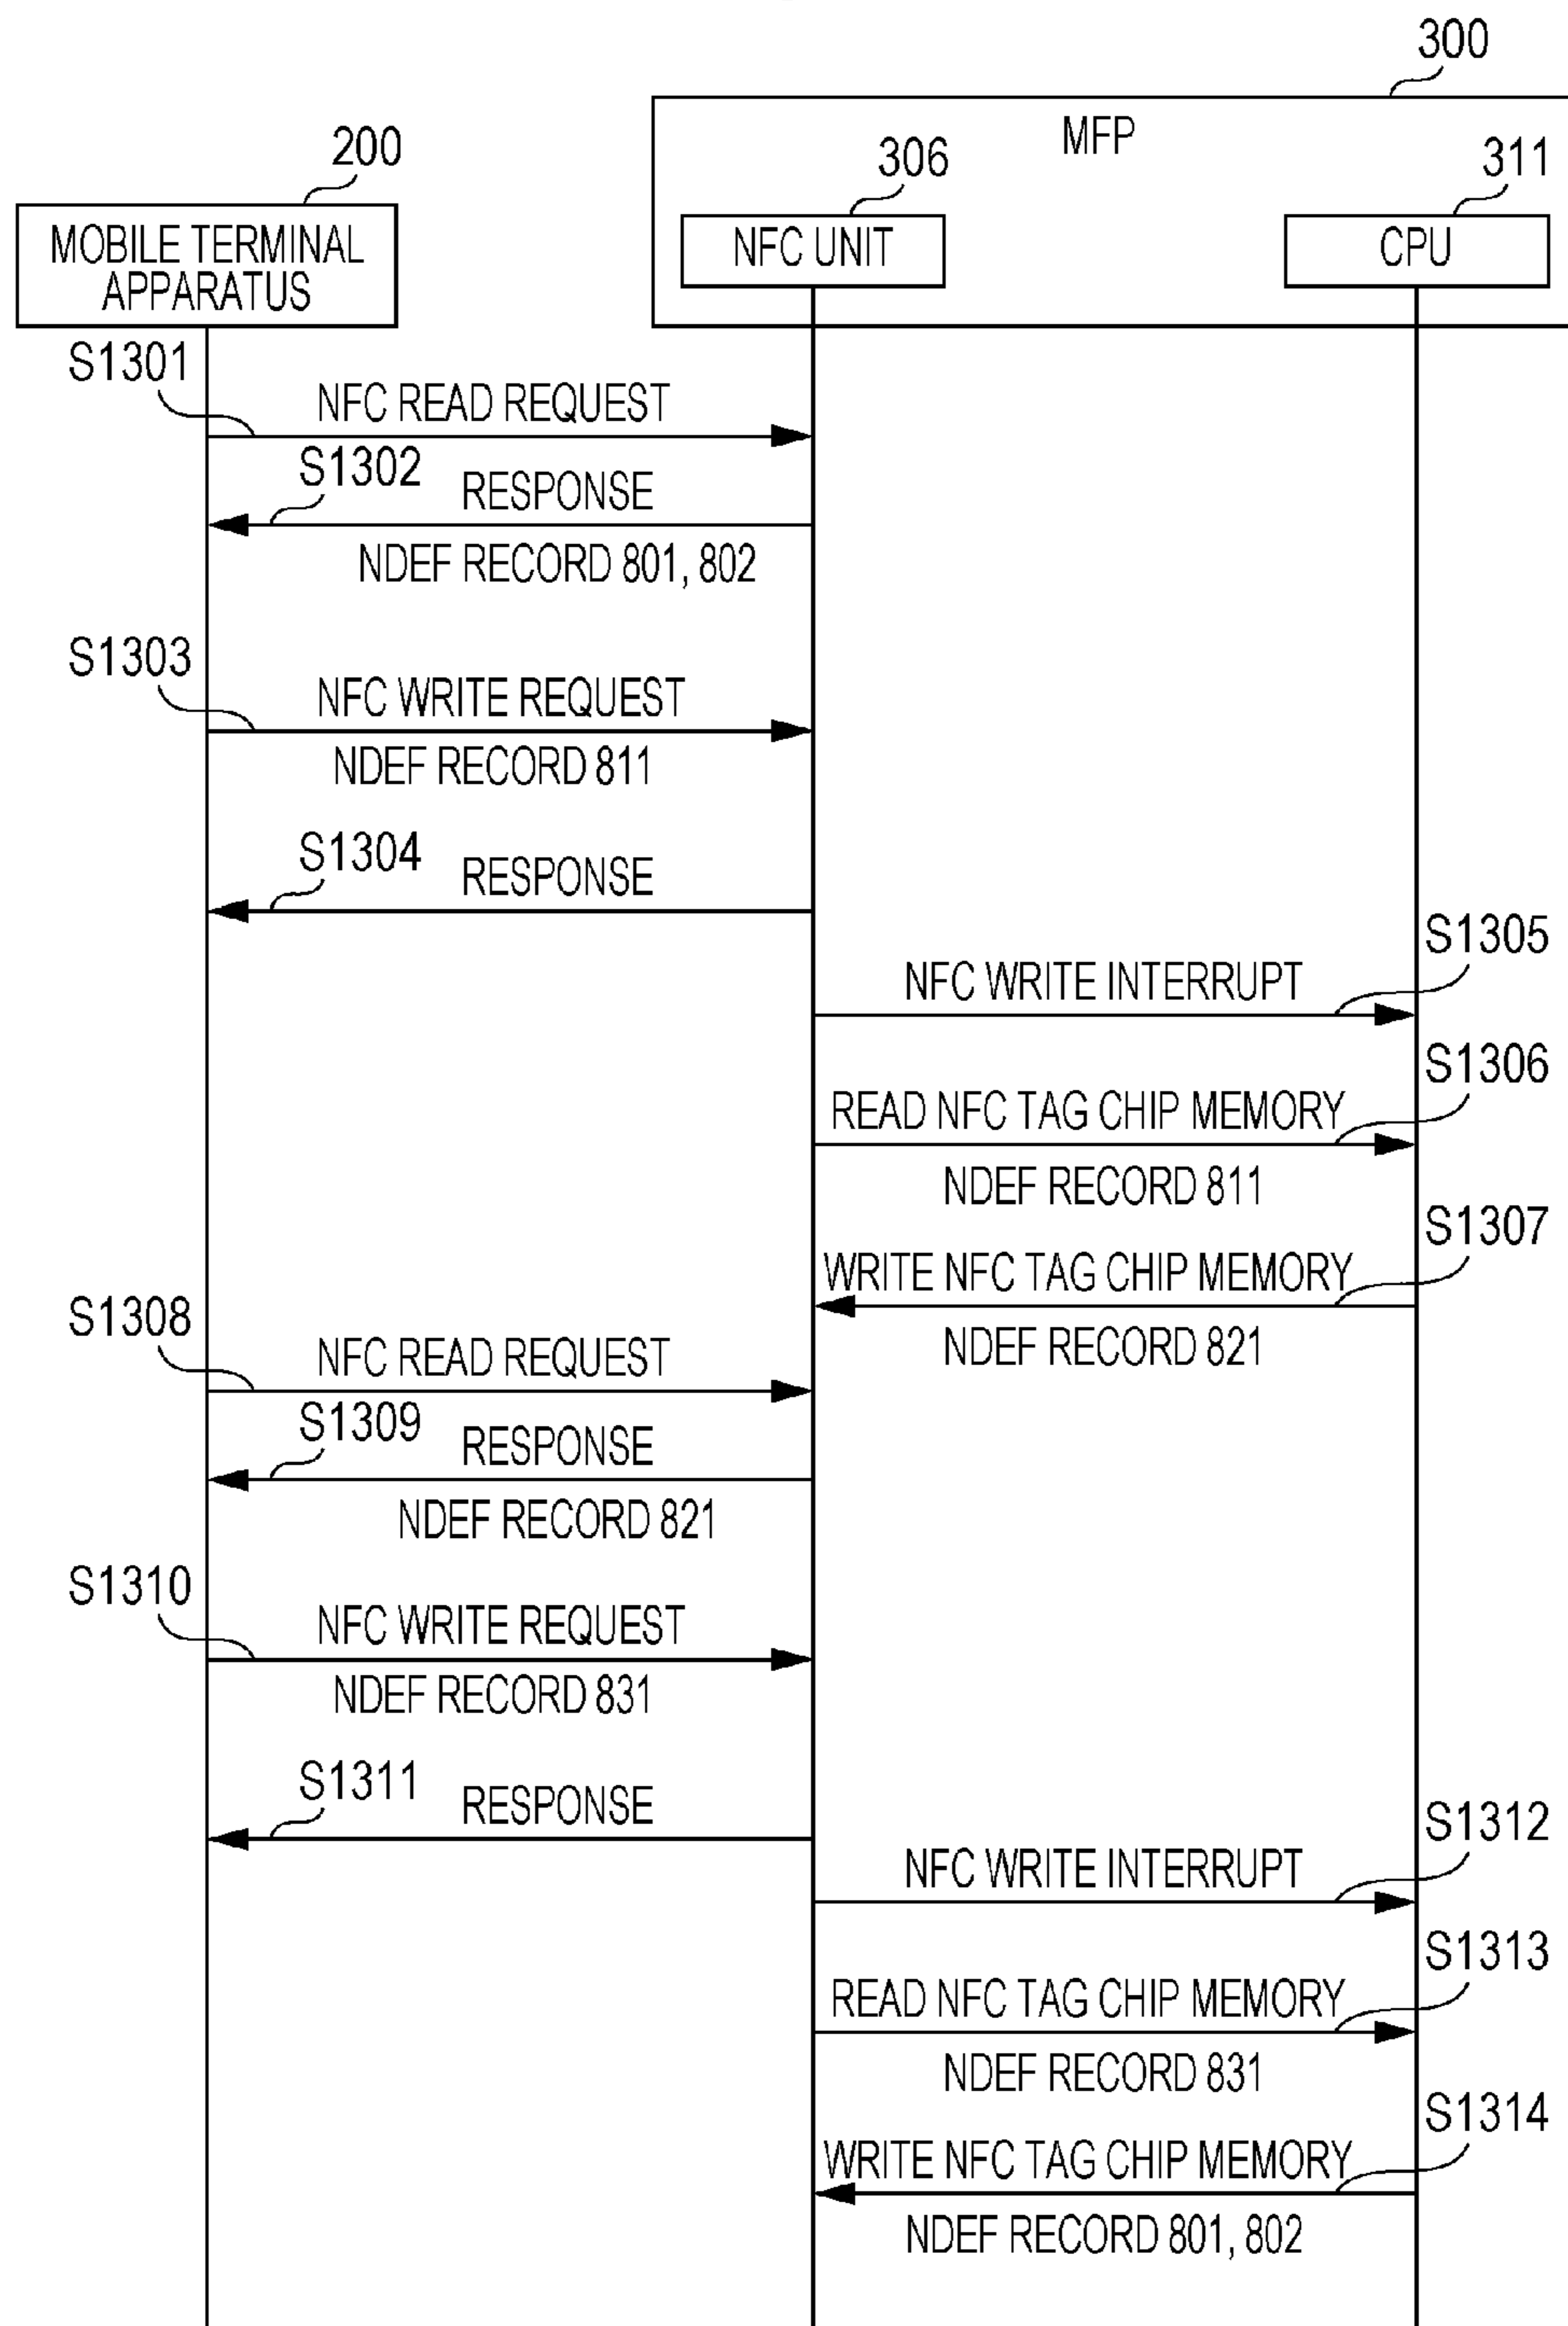 300
MFP
200
306
311
MOBILE TERMINAL
APPARATUS
NFC UNIT
CPU
S1301
NFC READ REQUEST
S1302
RESPONSE
NDEF RECORD 801, 802
S1303
NFC WRITE REQUEST
NDEF RECORD 811
S1304
RESPONSE
S1305
NFC WRITE INTERRUPT
S1306
READ NFC TAG CHIP MEMORY
NDEF RECORD 811
S1307
WRITE NFC TAG CHIP MEMORY
NDEF RECORD 821
S1308
NFC READ REQUEST
S1309
RESPONSE
NDEF RECORD 821
S1310
NFC WRITE REQUEST
NDEF RECORD 831
S1311
RESPONSE
S1312
NFC WRITE INTERRUPT
S1313
READ NFC TAG CHIP MEMORY
NDEF RECORD 831
S1314
WRITE NFC TAG CHIP MEMORY
NDEF RECORD 801, 802